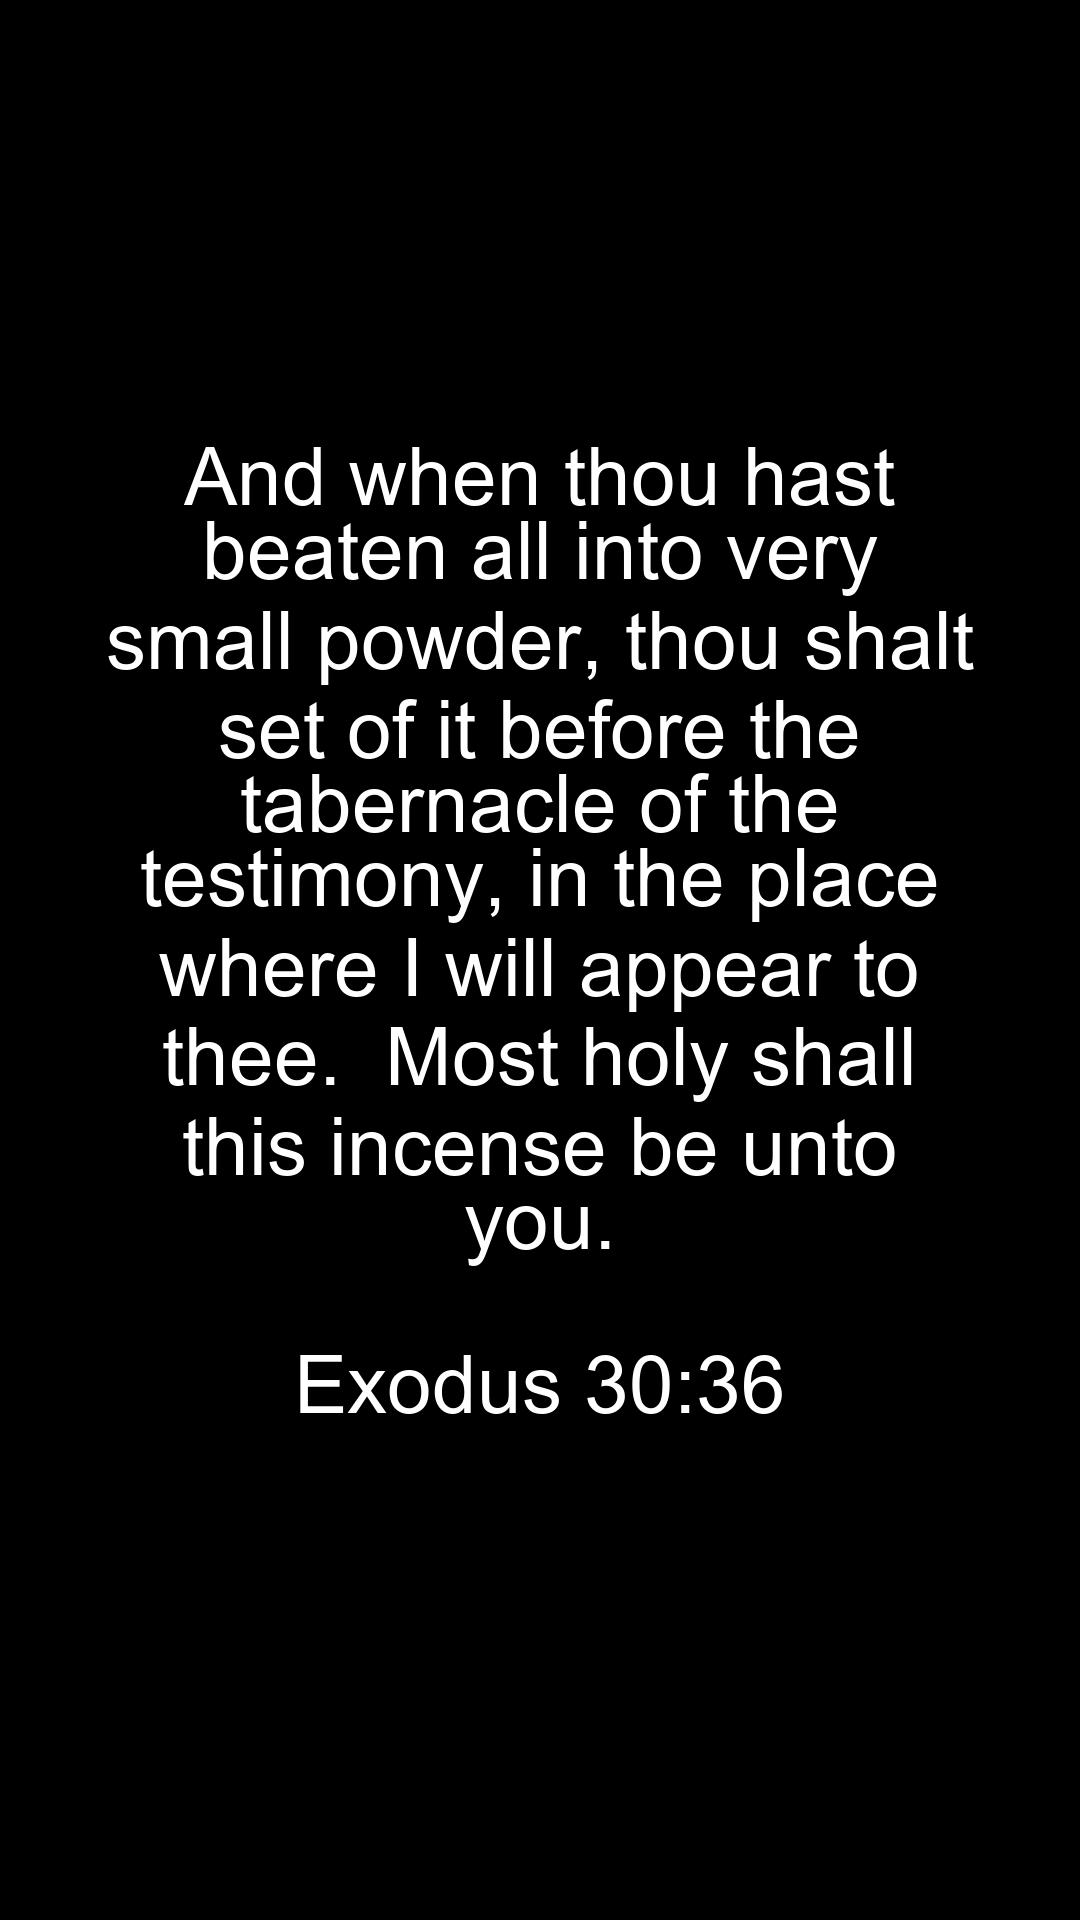 And when thou hast
beaten all into very
small powder, thou shalt
set of it before the
tabernacle of the
testimony, in the place
where I will appear to
thee.  Most holy shall
this incense be unto
you.
Exodus 30:36